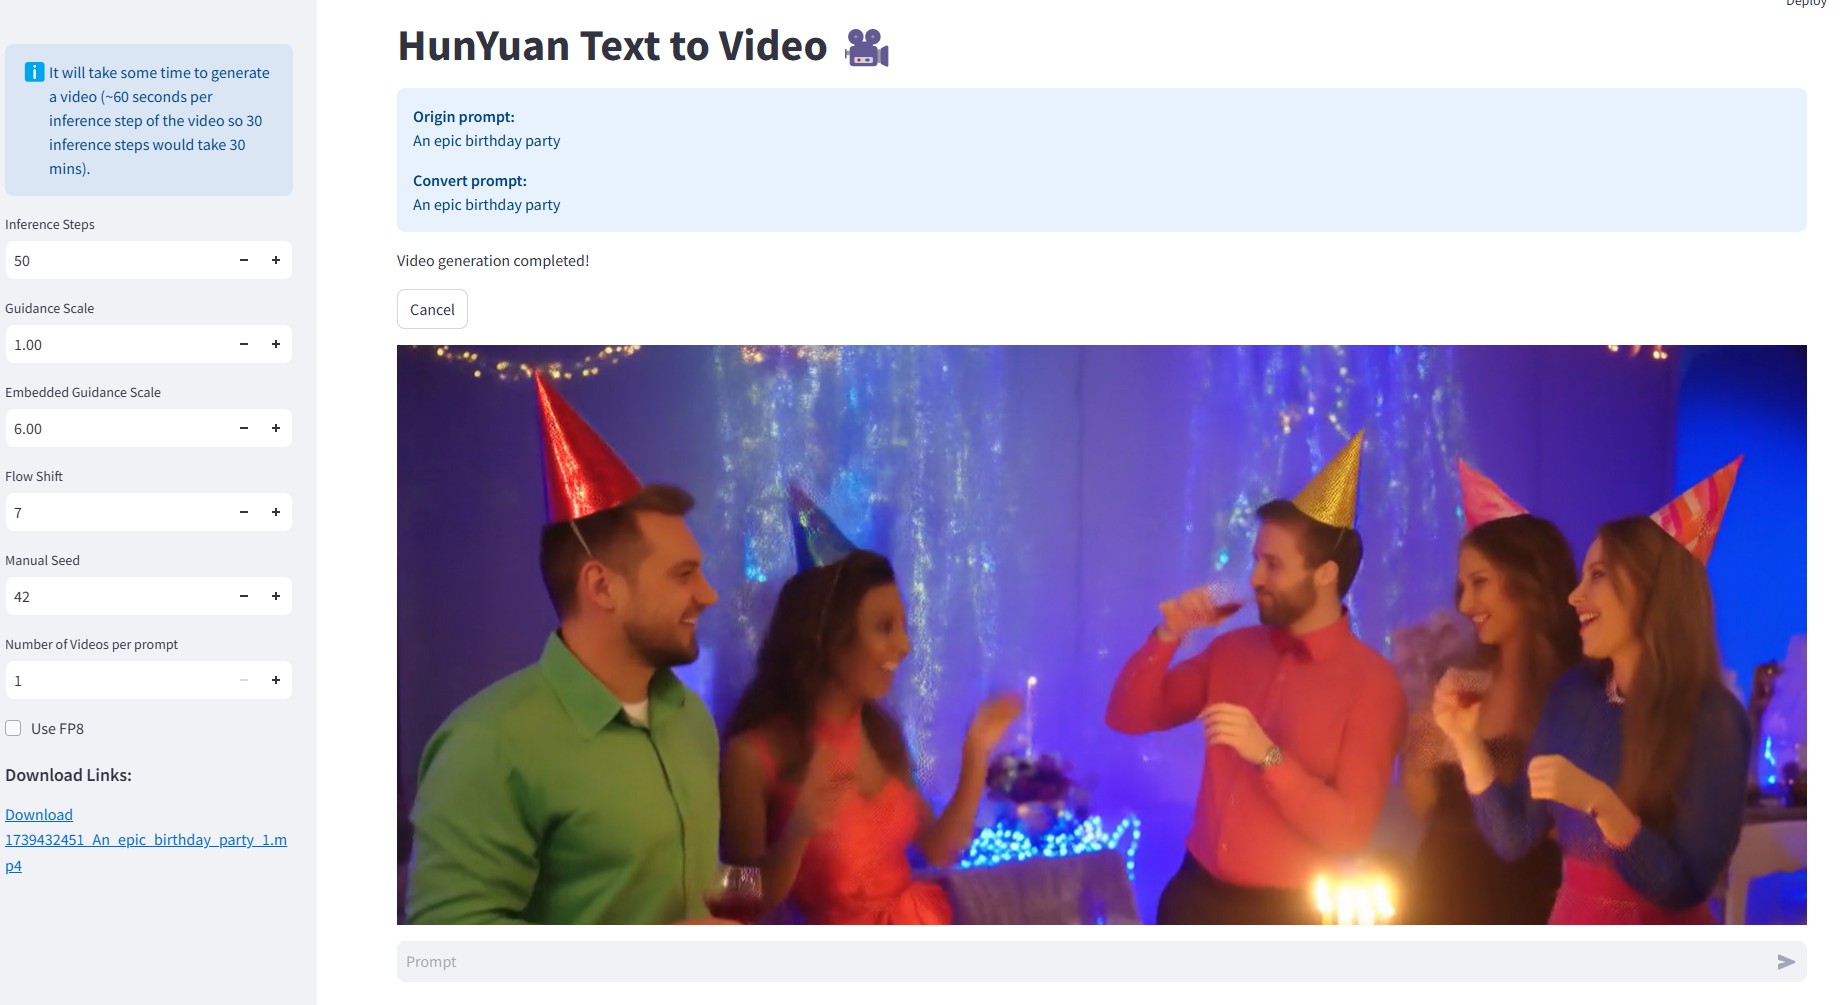 Deploy
It will take some time to generate
a video (~60 seconds per
inference step of the video so 30
inference steps would take 30
mins).
Inference Steps
50
Guidance Scale
1.00
Embedded Guidance Scale
6.00
Flow Shift
7
Manual Seed
42
Number of Videos per prompt
1
Use FP8
Download Links:
Download
1739432451_An_epic_birthday_party_1.m
p4
HunYuan Text to Video
Origin prompt:
An epic birthday party
Convert prompt:
An epic birthday party
Video generation completed!
Cancel
Prompt